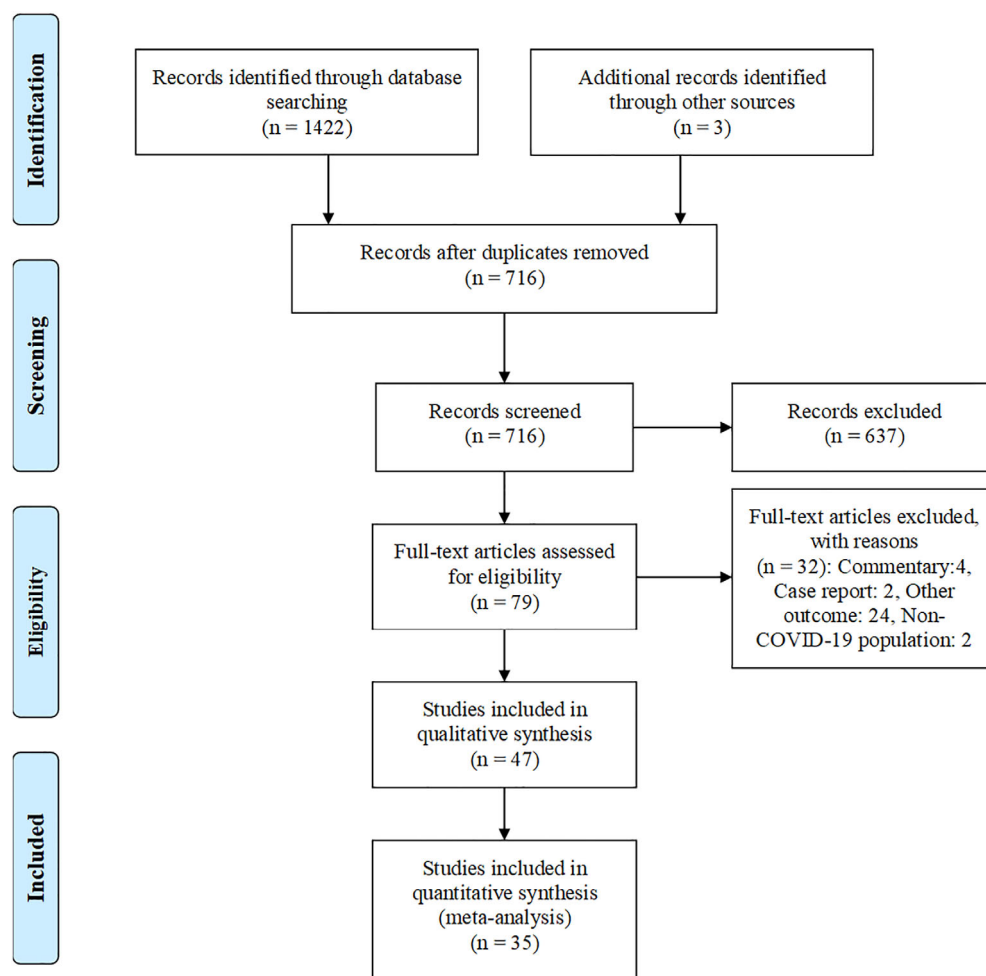 Identification
Records identified through database
searching
(n = 1422)
Additional records identified
through other sources
(n = 3)
Records after duplicates removed
(n = 716)
Screening
Records screened
(n = 716)
Records excluded
(n = 637)
Eligibility
Full-text articles assessed
for eligibility
(n = 79)
Full-text articles excluded,
with reasons
(n = 32): Commentary:4,
Case report: 2, Other
outcome: 24, Non-
COVID-19 population: 2
Studies included in
qualitative synthesis
(n = 47)
Included
Studies included in
quantitative synthesis
(meta-analysis)
(n = 35)